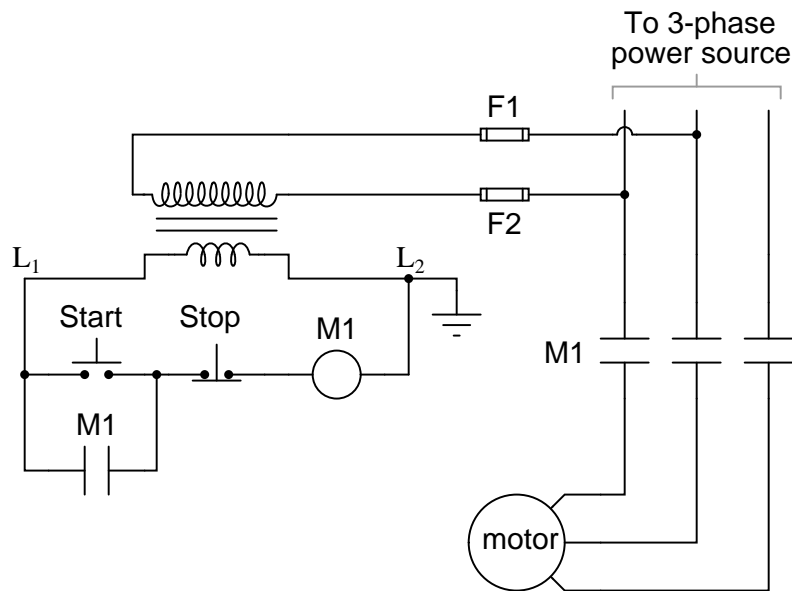 To 3-phase
power source
F1
F2
L1
L2
Start
Stop
M1
M1
M1
motor